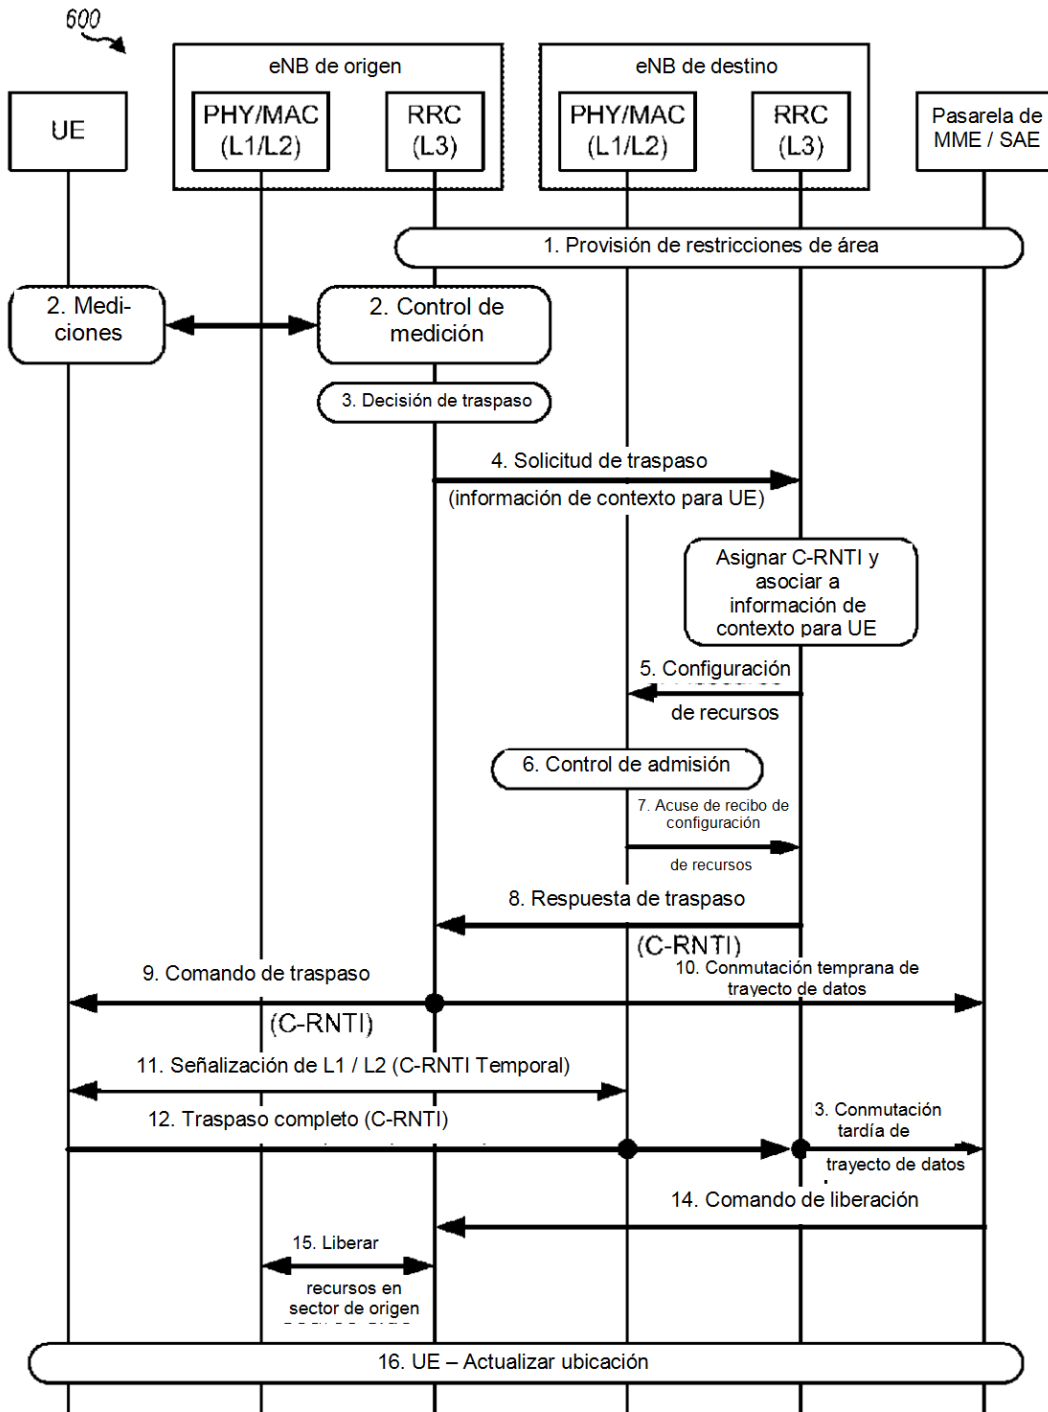 600
eNB de origen
eNB de destino
UE
PHY/MAC
(L1/L2)
RRC
(L3)
PHY/MAC
(L1/L2)
RRC
(L3)
Pasarela de
MME / SAE
1. Provisión de restricciones de área
2. Medi-
ciones
2. Control de
medición
3. Decisión de traspaso
4. Solicitud de traspaso
(información de contexto para UE)
Asignar C-RNTI y
asociar a
información de
contexto para UE
5. Configuración
de recursos
6. Control de admisión
7. Acuse de recibo de
configuración
de recursos
8. Respuesta de traspaso
(C-RNTI)
9. Comando de traspaso
(C-RNTI)
10. Conmutación temprana de
trayecto de datos
11. Señalización de L1 / L2 (C-RNTI Temporal)
12. Traspaso completo (C-RNTI)
3. Conmutación
tardía de
trayecto de datos
14. Comando de liberación
15. Liberar
recursos en
sector de origen
16. UE – Actualizar ubicación